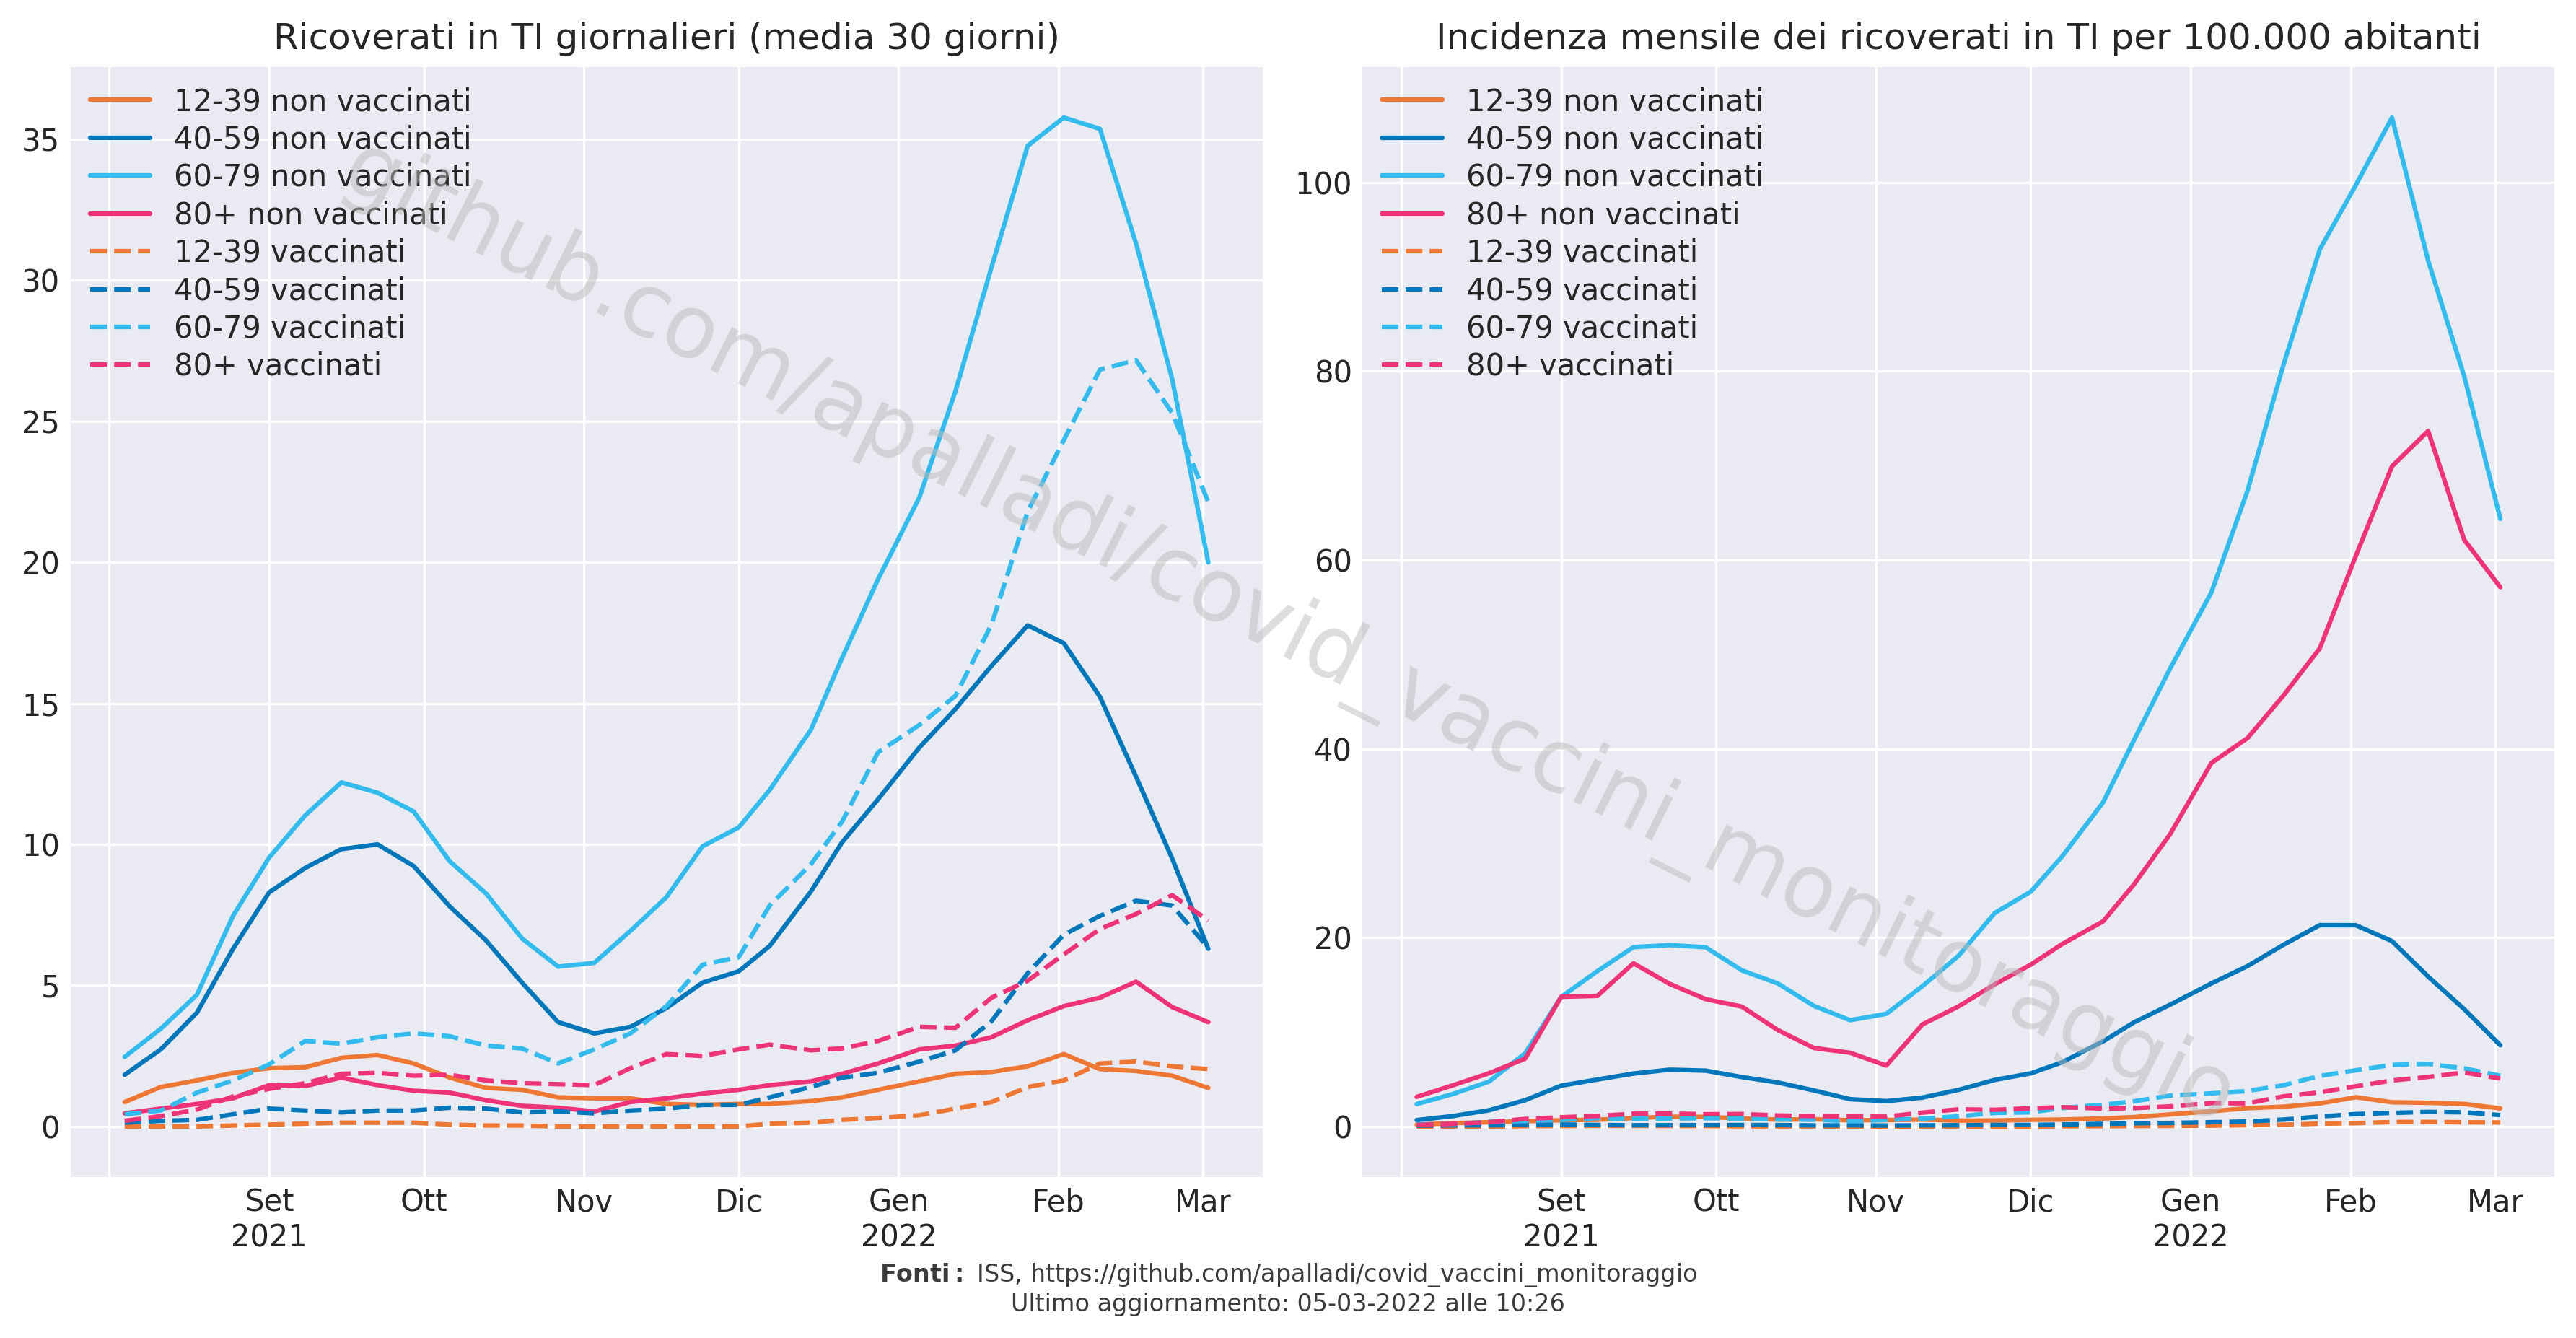 Ricoverati in TI giornalieri (media 30 giorni)
35
30
25
20
15
10
5
0
12-39 non vaccinati
40-59 non vaccinati
60-79 non vaccinati
80+ non vaccinati
12-39 vaccinati
40-59 vaccinati
60-79 vaccinati
80+ vaccinati
Set Ott Nov Dic Gen Feb Mar
2021 2022
Incidenza mensile dei ricoverati in TI per 100.000 abitanti
100
80
60
40
20
0
12-39 non vaccinati
40-59 non vaccinati
60-79 non vaccinati
80+ non vaccinati
12-39 vaccinati
40-59 vaccinati
60-79 vaccinati
80+ vaccinati
Set Ott Nov Dic Gen Feb Mar
2021 2022
github.com/apalladi/covid_vaccini_monitoraggio
Fonti: ISS, https://github.com/apalladi/covid_vaccini_monitoraggio
Ultimo aggiornamento: 05-03-2022 alle 10:26